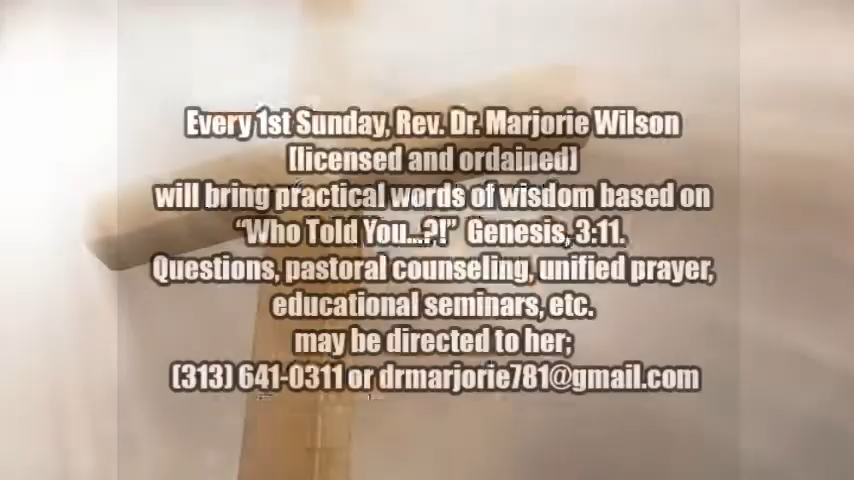 Every 1st Sunday, Rev. Dr. Marjorie Wilson
[licensed and ordained]
will bring practical words of wisdom based on
“Who Told You...?!” Genesis, 3:11.
Questions, pastoral counseling, unified prayer,
educational seminars, etc.
may be directed to her;
(313) 641-0311 or drmarjorie781@gmail.com